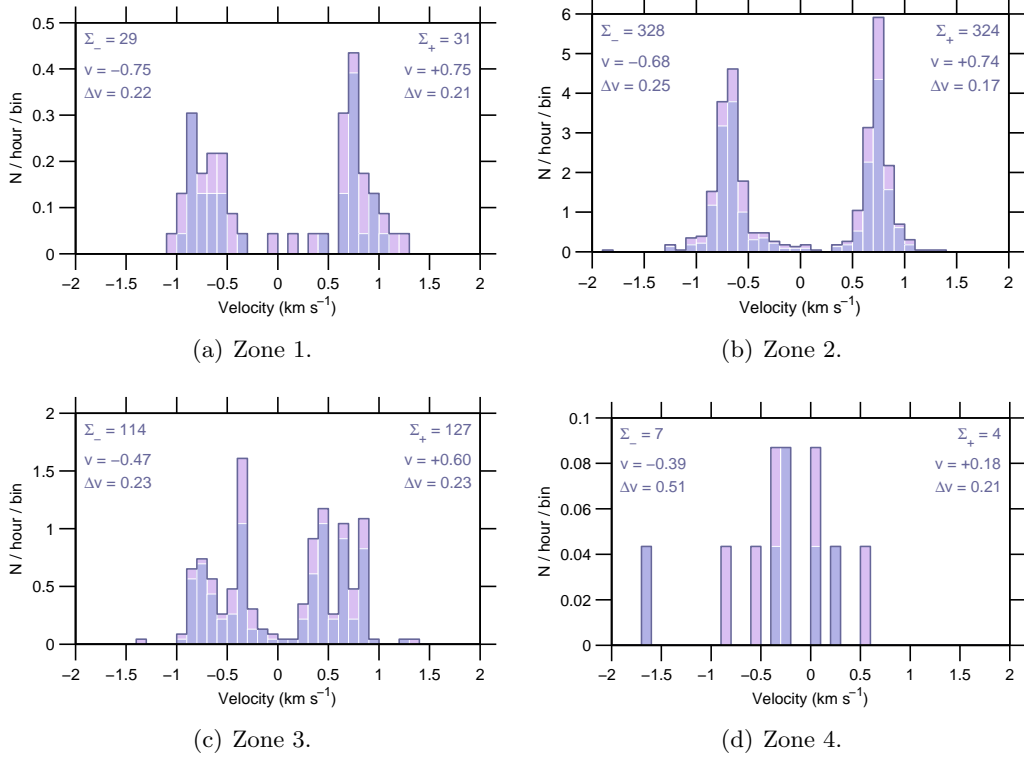 0.5
0.4
0.3
0.2
0.1
0
N / hour / bin
Σ− = 29
v = −0.75
Δv = 0.22
Σ+ = 31
v = +0.75
Δv = 0.21
−2 −1.5 −1 −0.5 0 0.5 1 1.5 2
Velocity (km s−1)
(a) Zone 1.
6
5
4
3
2
1
0
N / hour / bin
Σ− = 328
v = −0.68
Δv = 0.25
Σ+ = 324
v = +0.74
Δv = 0.17
−2 −1.5 −1 −0.5 0 0.5 1 1.5 2
Velocity (km s−1)
(b) Zone 2.
2
1.5
1
0.5
0
N / hour / bin
Σ− = 114
v = −0.47
Δv = 0.23
Σ+ = 127
v = +0.60
Δv = 0.23
−2 −1.5 −1 −0.5 0 0.5 1 1.5 2
Velocity (km s−1)
(c) Zone 3.
0.1
0.08
0.06
0.04
0.02
0
N / hour / bin
Σ− = 7
v = −0.39
Δv = 0.51
Σ+ = 4
v = +0.18
Δv = 0.21
−2 −1.5 −1 −0.5 0 0.5 1 1.5 2
Velocity (km s−1)
(d) Zone 4.